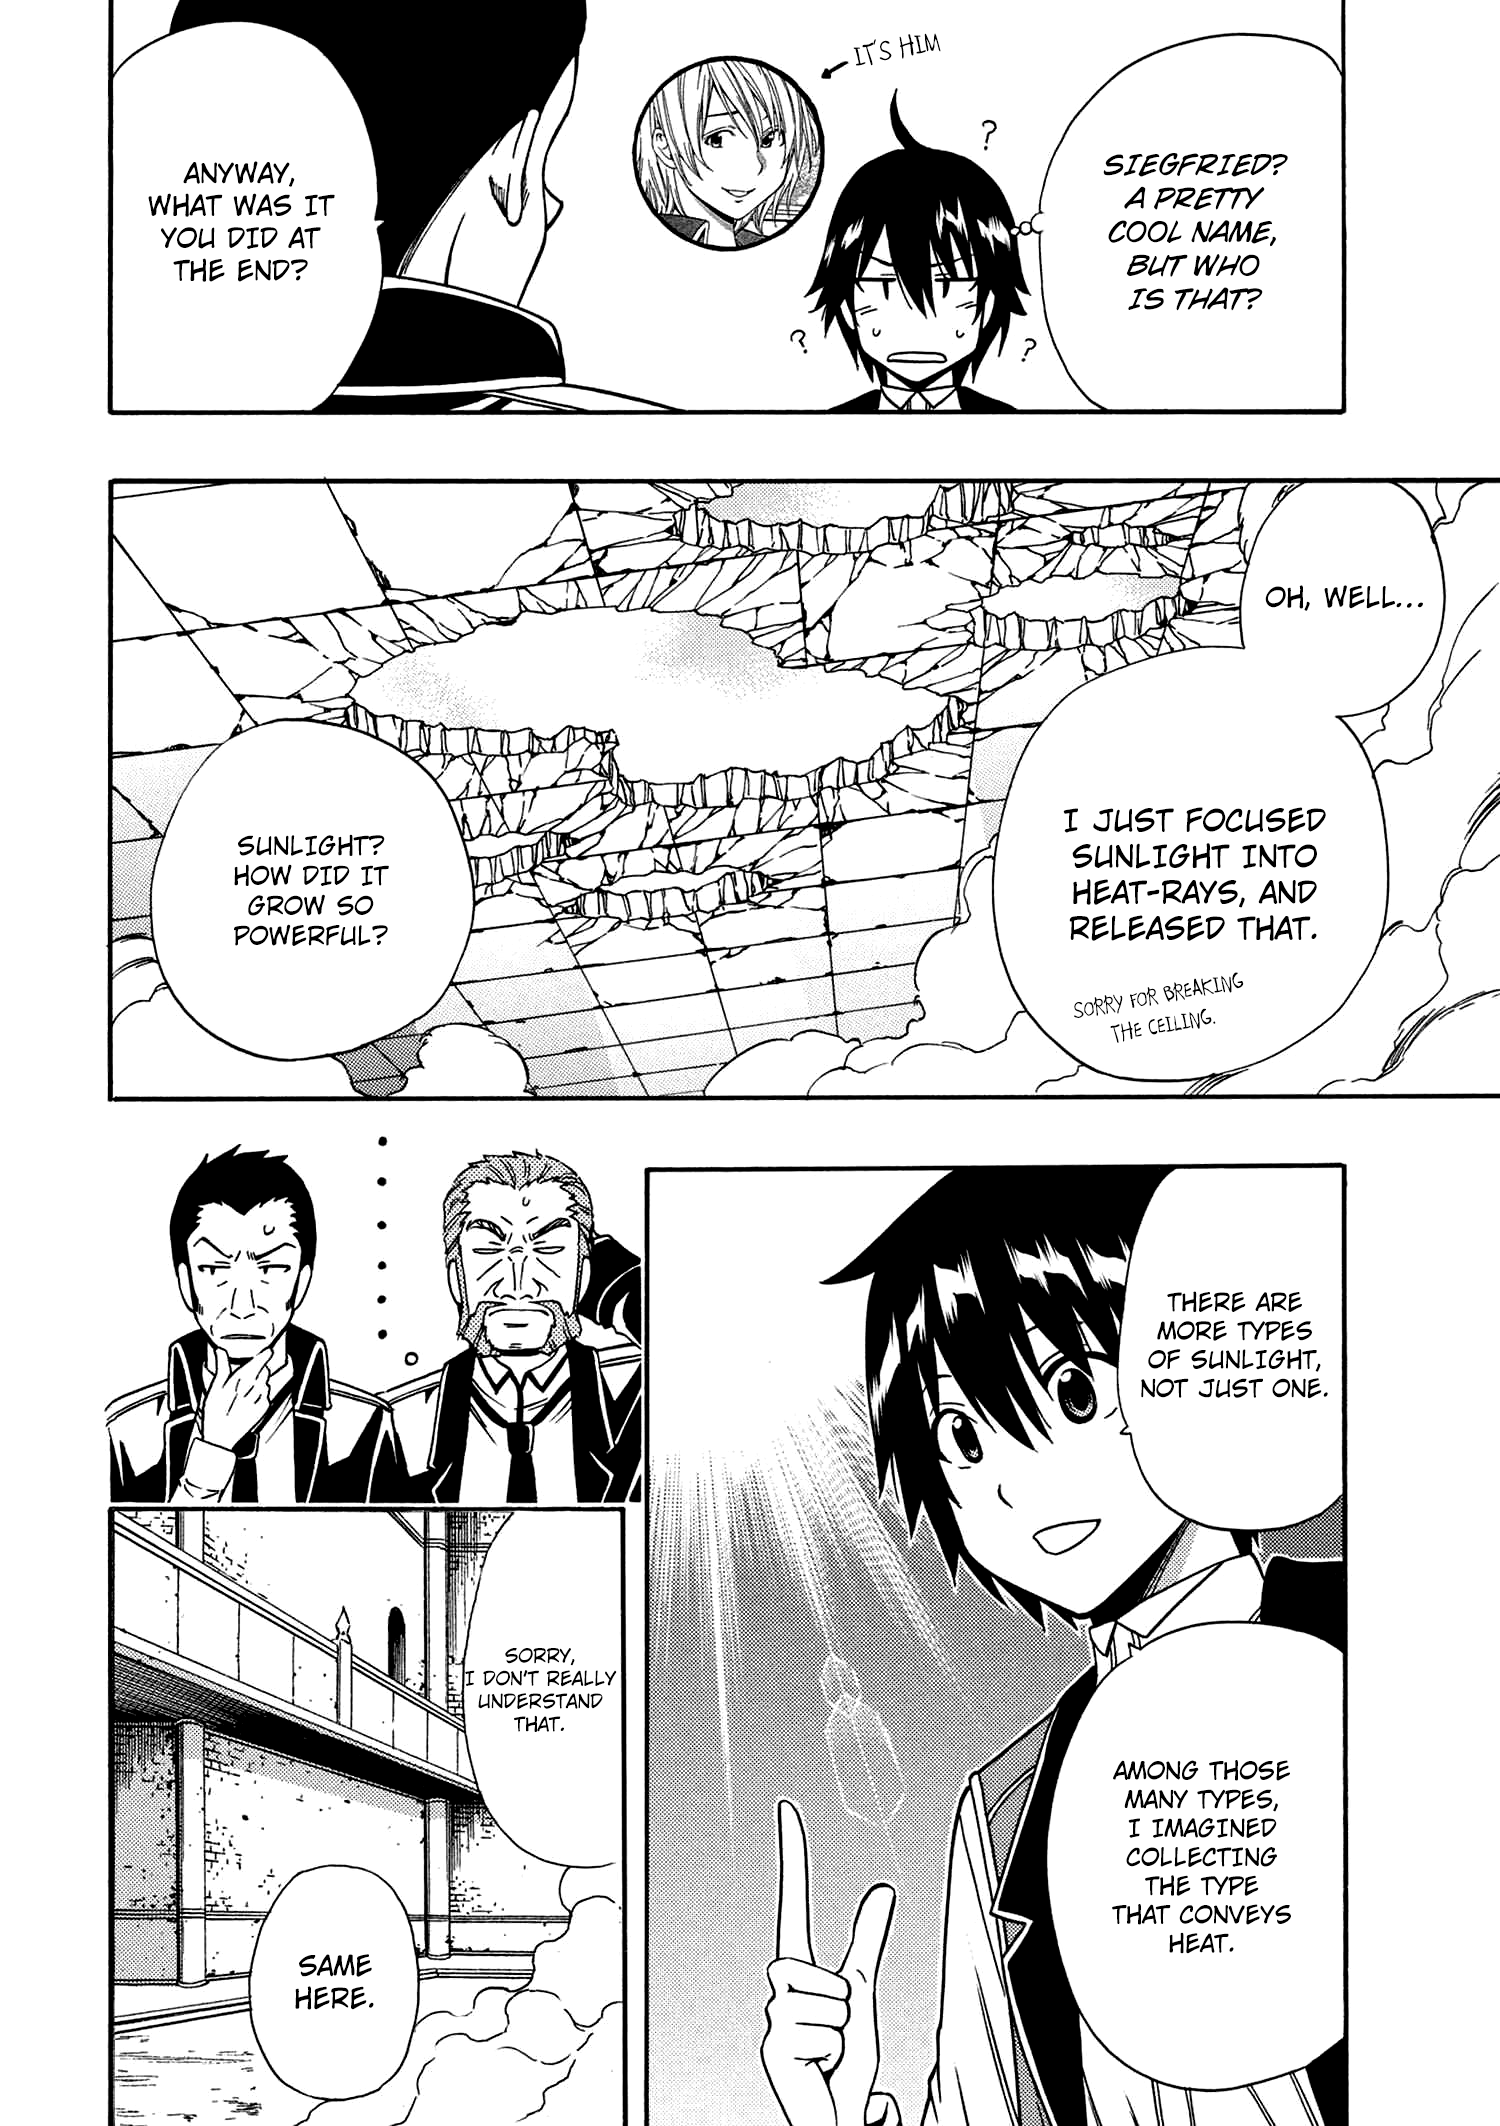 SIEGFRIED?
A PRETTY
COOL NAME,
BUT WHO
IS THAT?
?
?
?
IT'S HIM
ANYWAY,
WHAT WAS IT
YOU DID AT
THE END?
OH, WELL...
I JUST FOCUSED
SUNLIGHT INTO
HEAT-RAYS, AND
RELEASED THAT.
SORRY FOR BREAKING
THE CEILING.
SUNLIGHT?
HOW DID IT
GROW SO
POWERFUL?
THERE ARE
MORE TYPES
OF SUNLIGHT,
NOT JUST ONE.
AMONG THOSE
MANY TYPES,
I IMAGINED
COLLECTING
THE TYPE
THAT CONVEYS
HEAT.
......。
SORRY,
I DON'T REALLY
UNDERSTAND
THAT.
SAME
HERE.